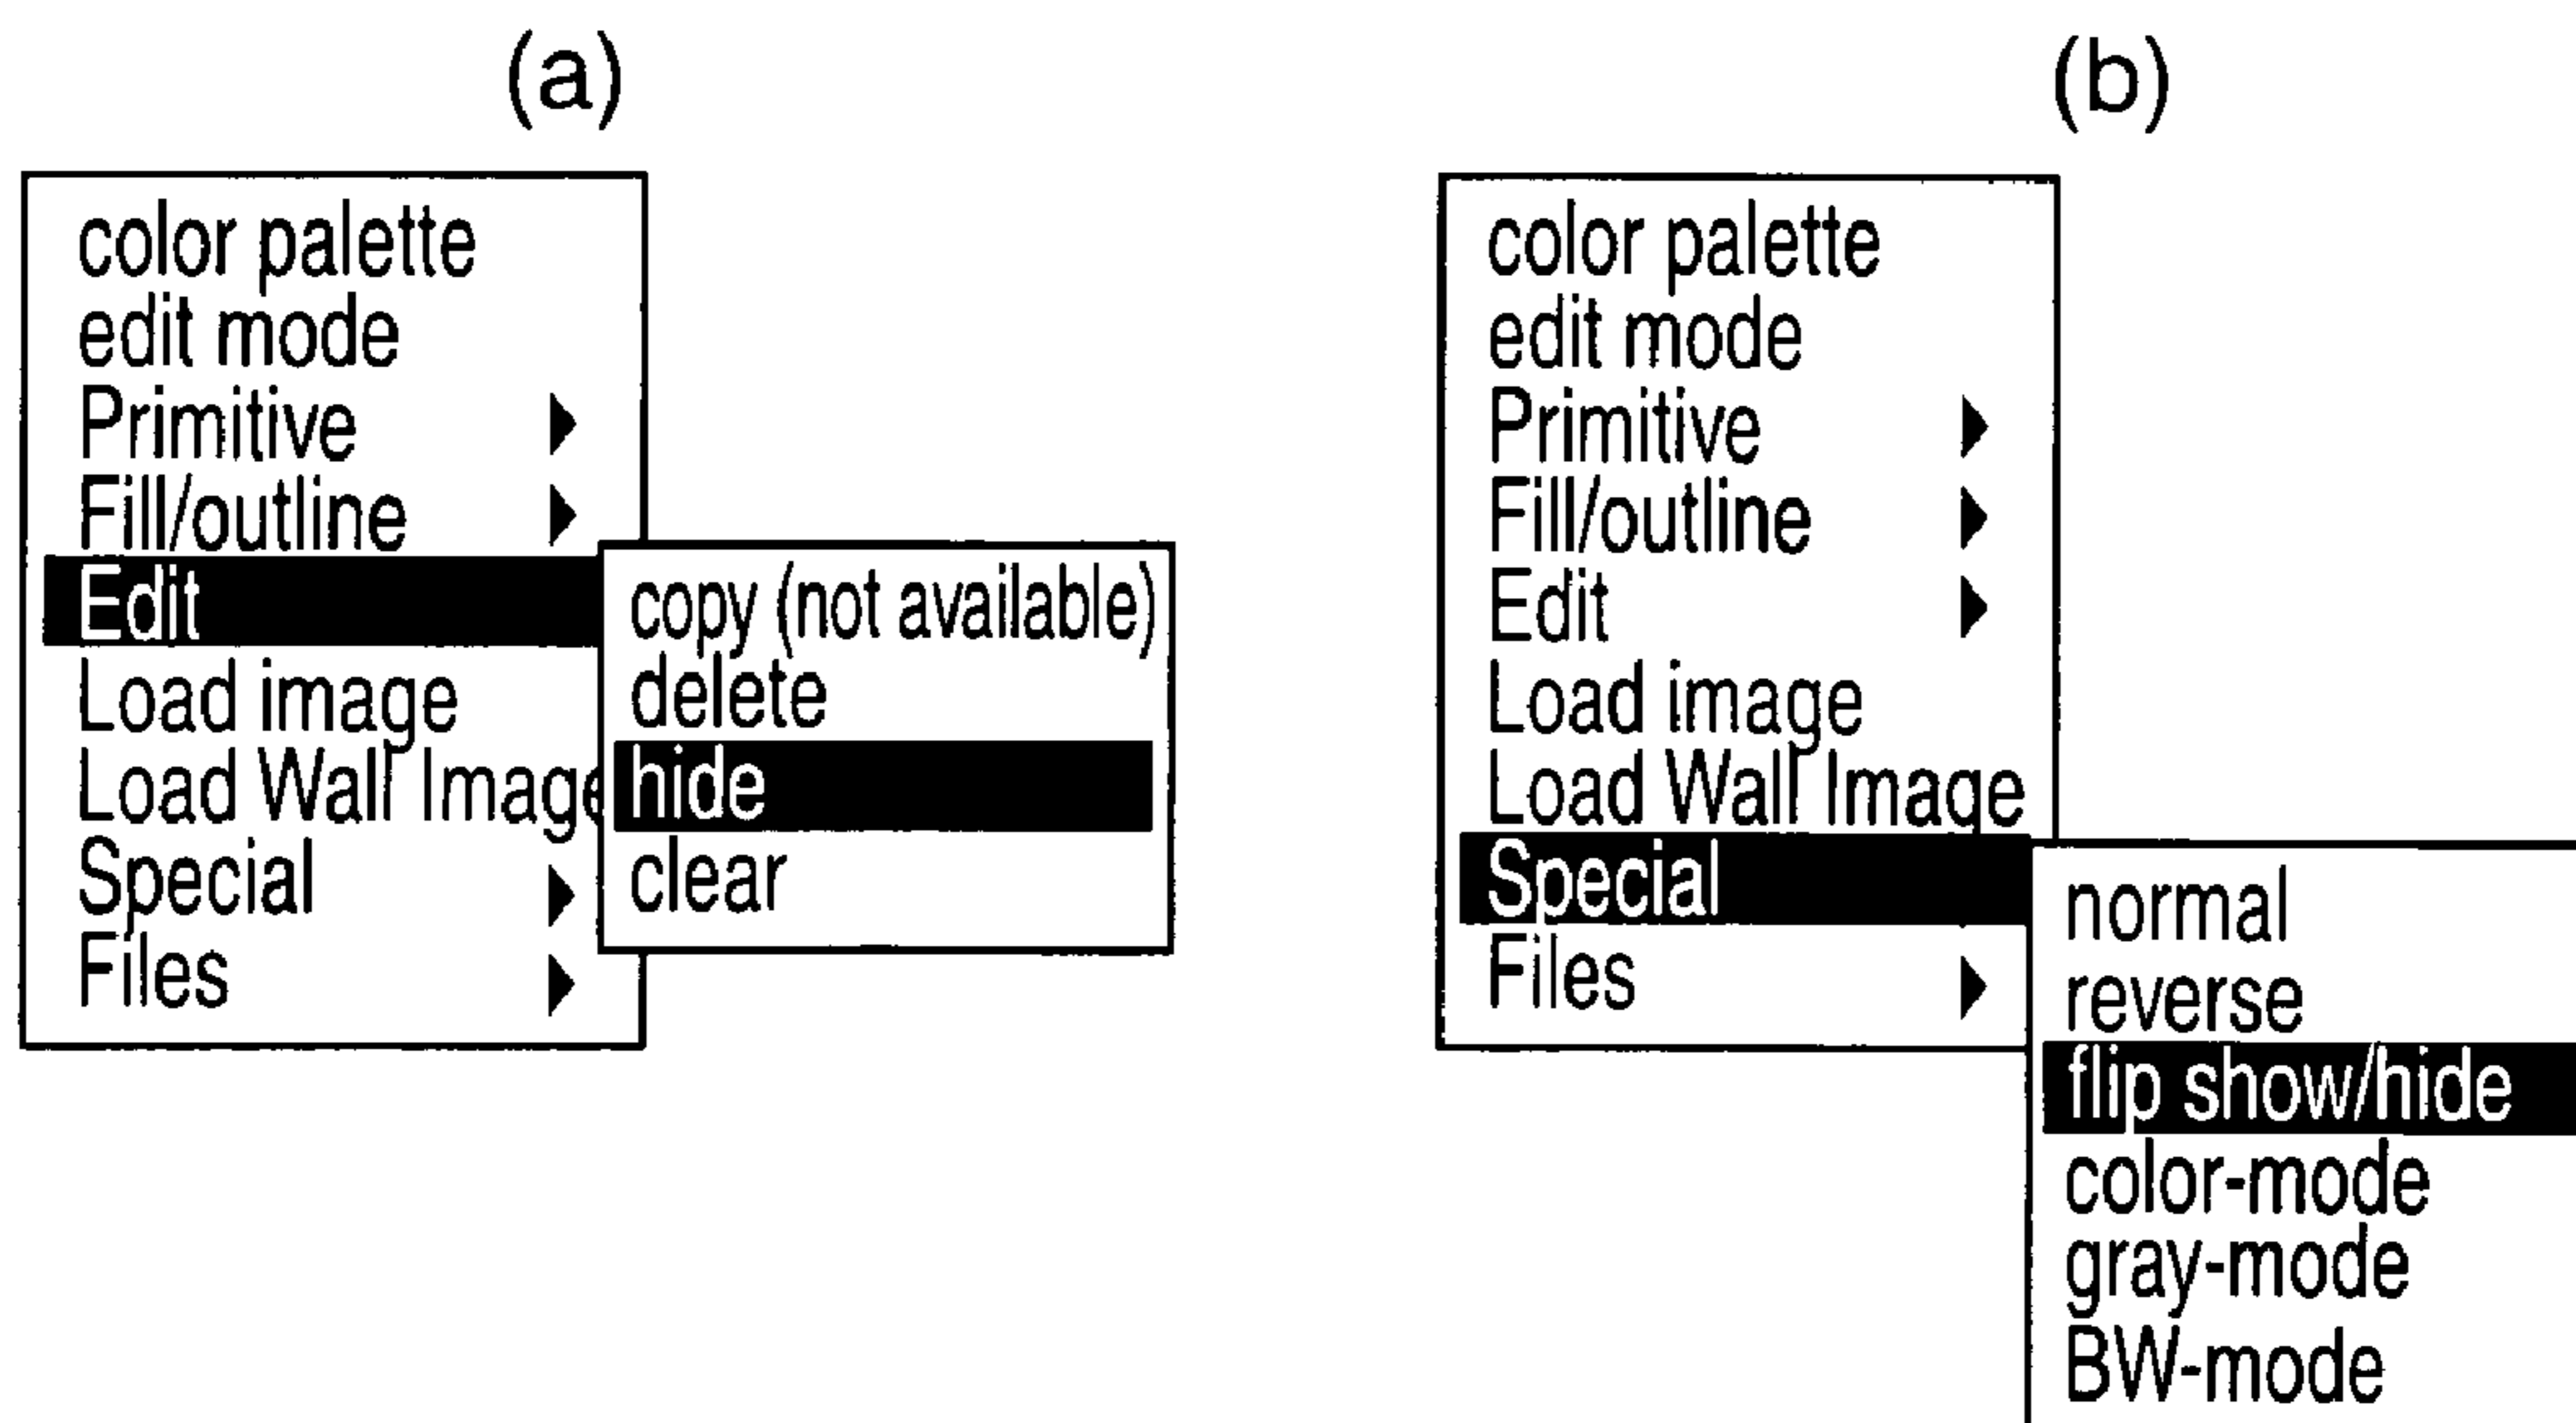 (a)
color palette
edit mode
Primitive
Fill/outline
Edit
Load image
Load Wall Image
Special
Files
copy (not available)
delete
hide
clear
(b)
color palette
edit mode
Primitive
Fill/outline
Edit
Load image
Load Wall Image
Special
Files
normal
reverse
flip show/hide
color-mode
gray-mode
BW-mode